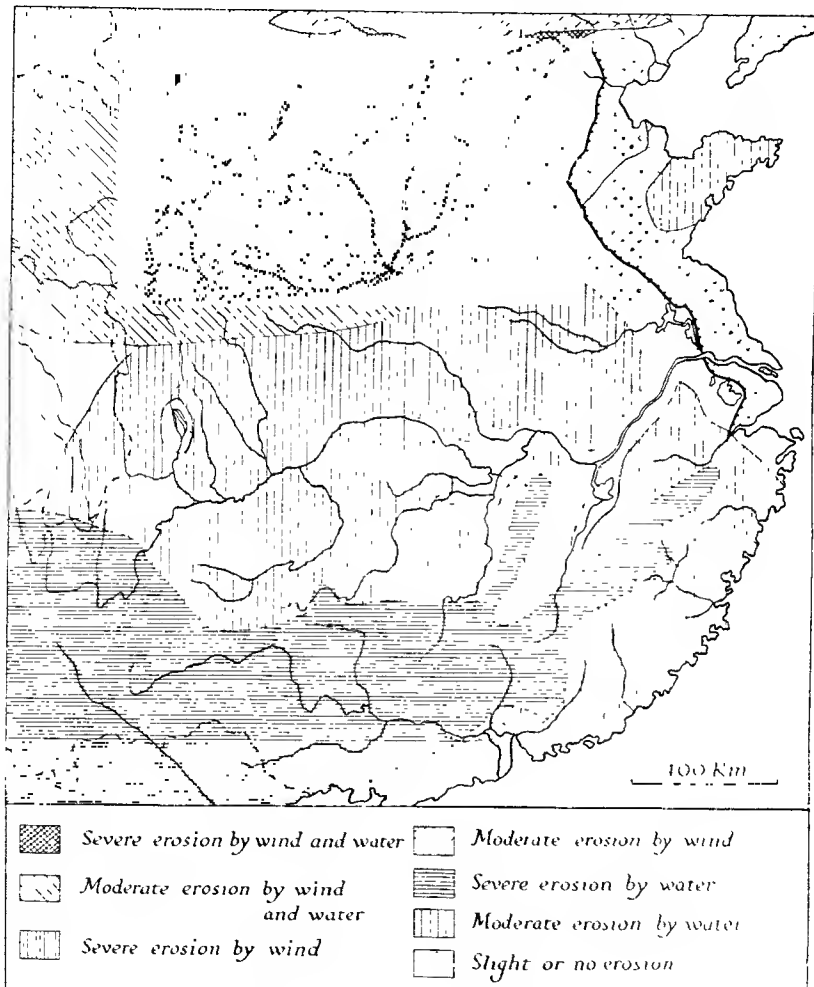 400 Km
Severe erosion by wind and water
Moderate erosion by wind
and water
Severe erosion by wind
Moderate erosion by wind
Severe erosion by water
Moderate erosion by water
Slight or no erosion